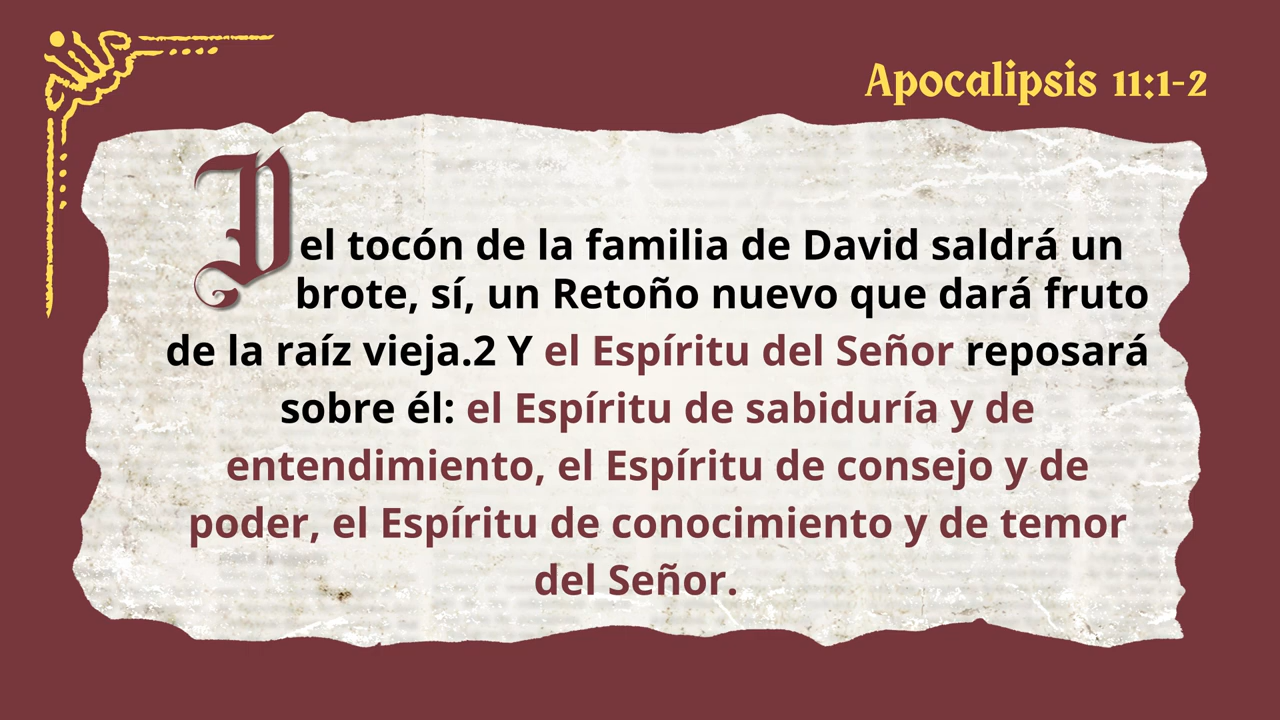 Apocalipsis 11:1-2
Del tocón de la familia de David saldrá un
brote, sí, un Retoño nuevo que dará fruto
de la raíz vieja.2 Y el Espíritu del Señor reposará
sobre él: el Espíritu de sabiduría y de
entendimiento, el Espíritu de consejo y de
poder, el Espíritu de conocimiento y de temor
del Señor.